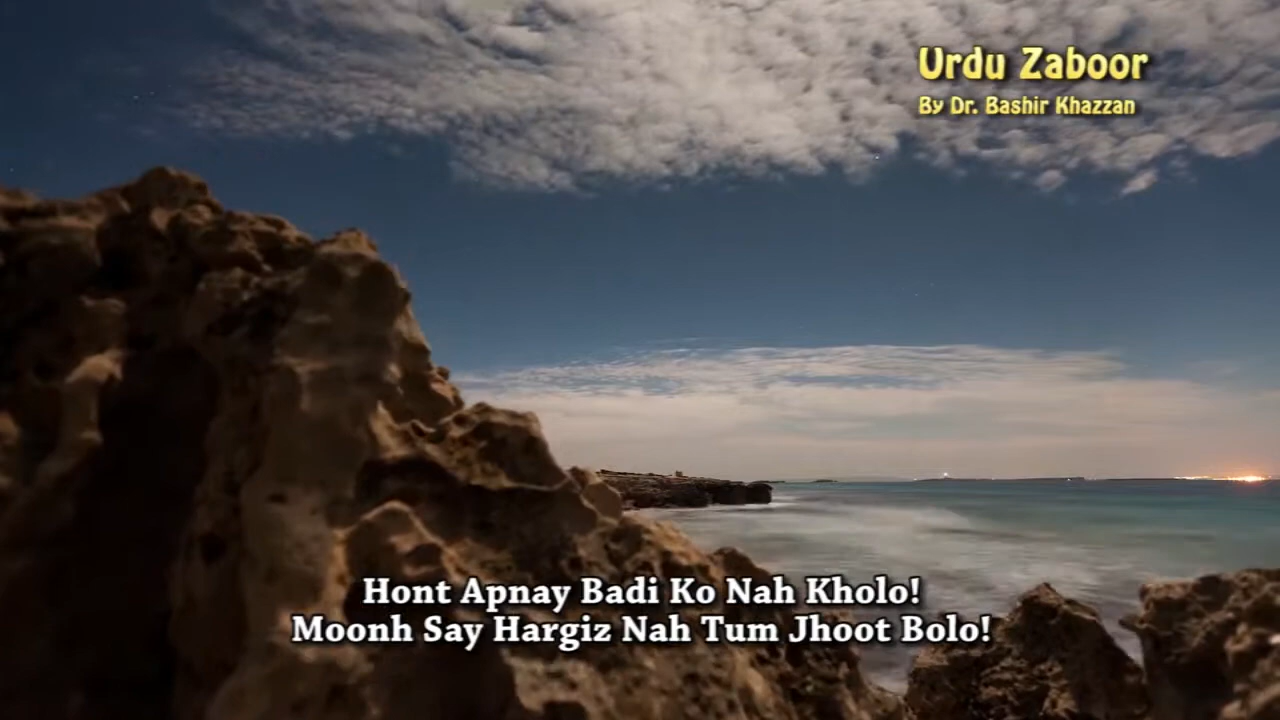 Urdu Zaboor
By Dr. Bashir Khazzan
Hont Apnay Badi Ko Nah Kholo!
Moonh Say Hargiz Nah Tum Jhoot Bolo!